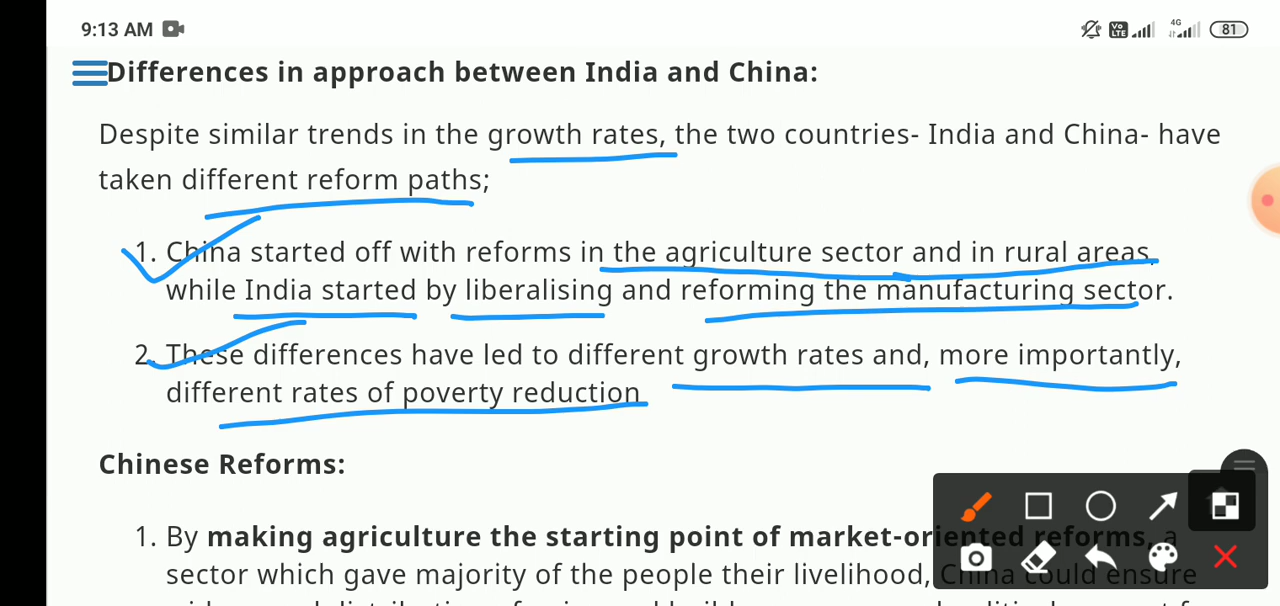 9:13 AM
Vo LTE 4G 81
Differences in approach between India and China:
Despite similar trends in the growth rates, the two countries- India and China- have
taken different reform paths;
1. China started off with reforms in the agriculture sector and in rural areas,
while India started by liberalising and reforming the manufacturing sector.
2. These differences have led to different growth rates and, more importantly,
different rates of poverty reduction
Chinese Reforms:
1. By making agriculture the starting point of market-oriented reforms, a
sector which gave majority of the people their livelihood, China could ensure